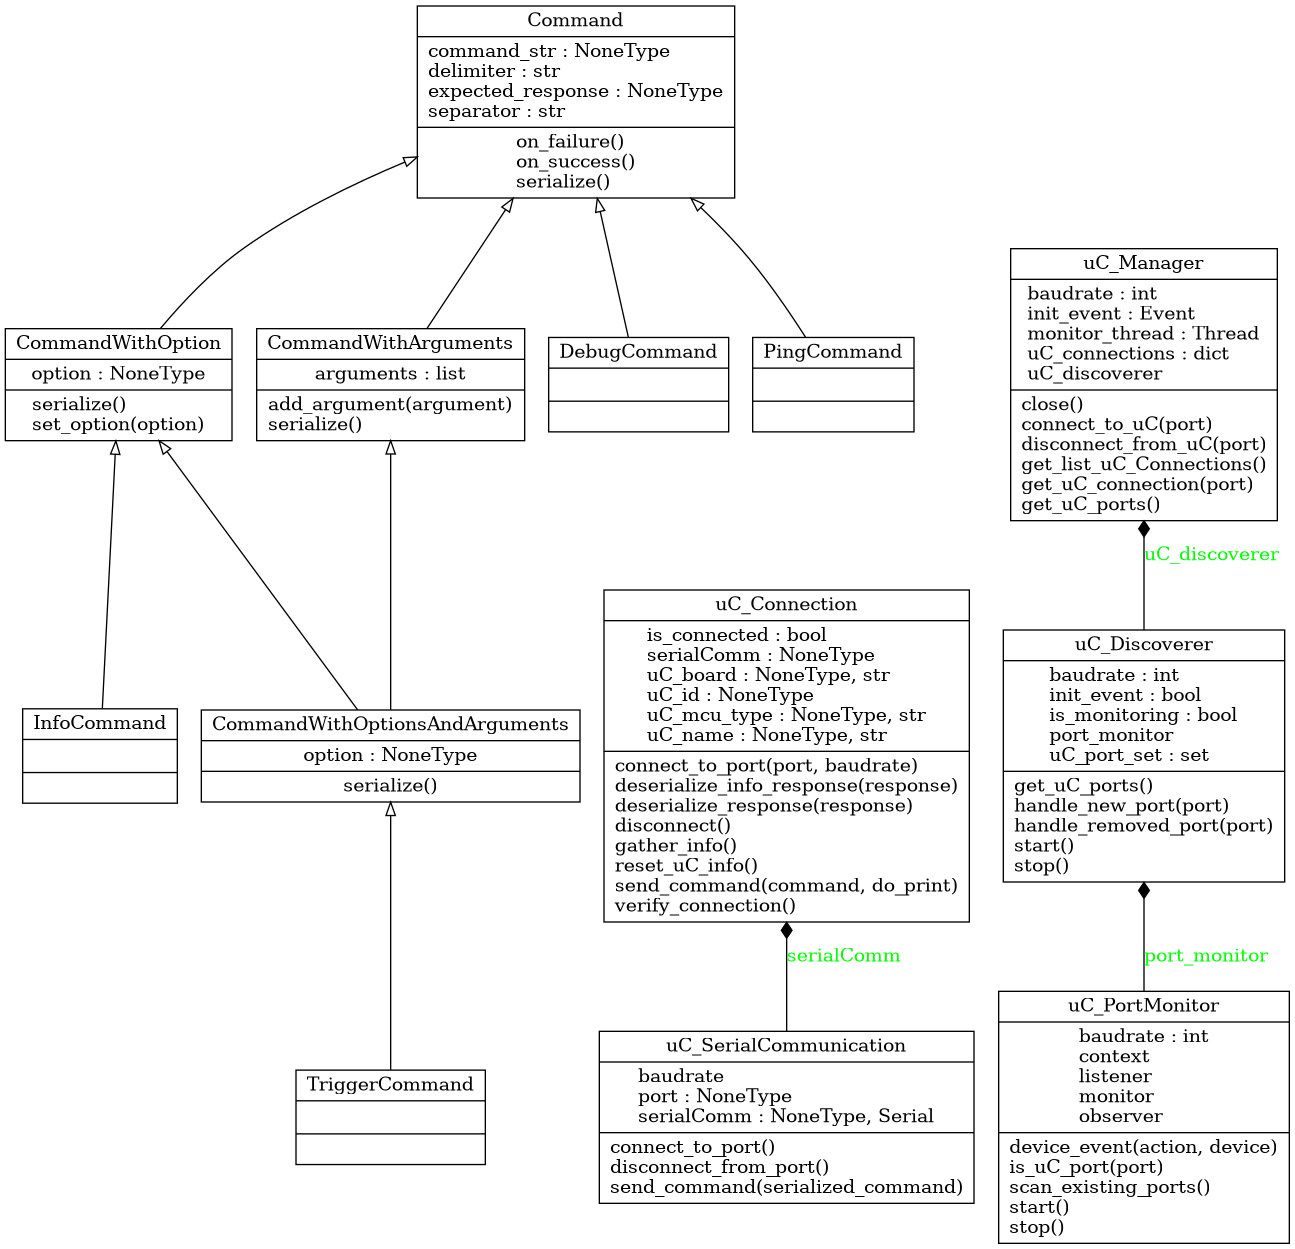 Command
command_str : NoneType
delimiter : str
expected_response : NoneType
separator : str
on_failure()
on_success()
serialize()
uC_Manager
baudrate : int
init_event : Event
monitor_thread : Thread
uC_connections : dict
uC_discoverer
close()
connect_to_uC(port)
disconnect_from_uC(port)
get_list_uC_Connections()
get_uC_connection(port)
get_uC_ports()
CommandWithOption
option : NoneType
serialize()
set_option(option)
CommandWithArguments
arguments : list
add_argument(argument)
serialize()
DebugCommand
PingCommand
uC_discoverer
uC_Connection
is_connected : bool
serialComm : NoneType
uC_board : NoneType, str
uC_id : NoneType
uC_mcu_type : NoneType, str
uC_name : NoneType, str
connect_to_port(port, baudrate)
deserialize_info_response(response)
deserialize_response(response)
disconnect()
gather_info()
reset_uC_info()
send_command(command, do_print)
verify_connection()
uC_Discoverer
baudrate : int
init_event : bool
is_monitoring : bool
port_monitor
uC_port_set : set
get_uC_ports()
handle_new_port(port)
handle_removed_port(port)
start()
stop()
InfoCommand
CommandWithOptionsAndArguments
option : NoneType
serialize()
serialComm
port_monitor
TriggerCommand
uC_SerialCommunication
baudrate
port : NoneType
serialComm : NoneType, Serial
connect_to_port()
disconnect_from_port()
send_command(serialized_command)
uC_PortMonitor
baudrate : int
context
listener
monitor
observer
device_event(action, device)
is_uC_port(port)
scan_existing_ports()
start()
stop()